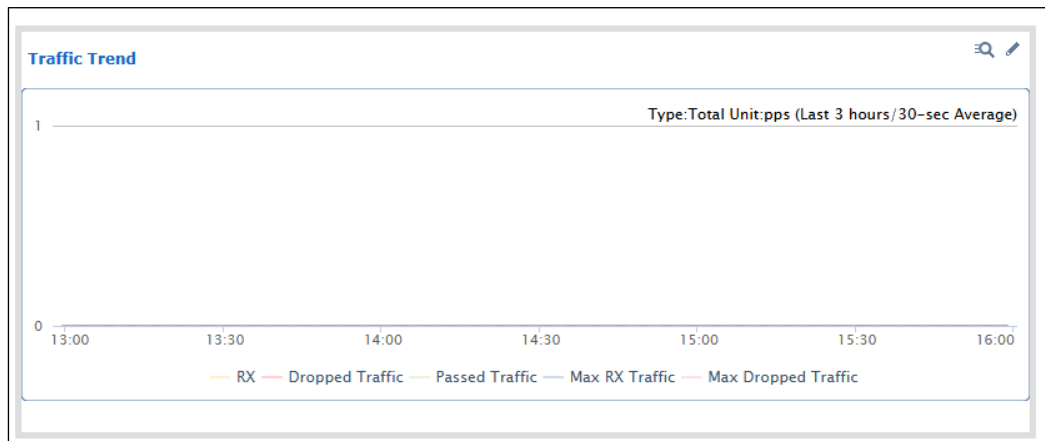 Traffic Trend
Type:Total Unit:pps (Last 3 hours/30-sec Average)
1
0
13:00 13:30 14:00 14:30 15:00 15:30 16:00
RX Dropped Traffic Passed Traffic Max RX Traffic Max Dropped Traffic